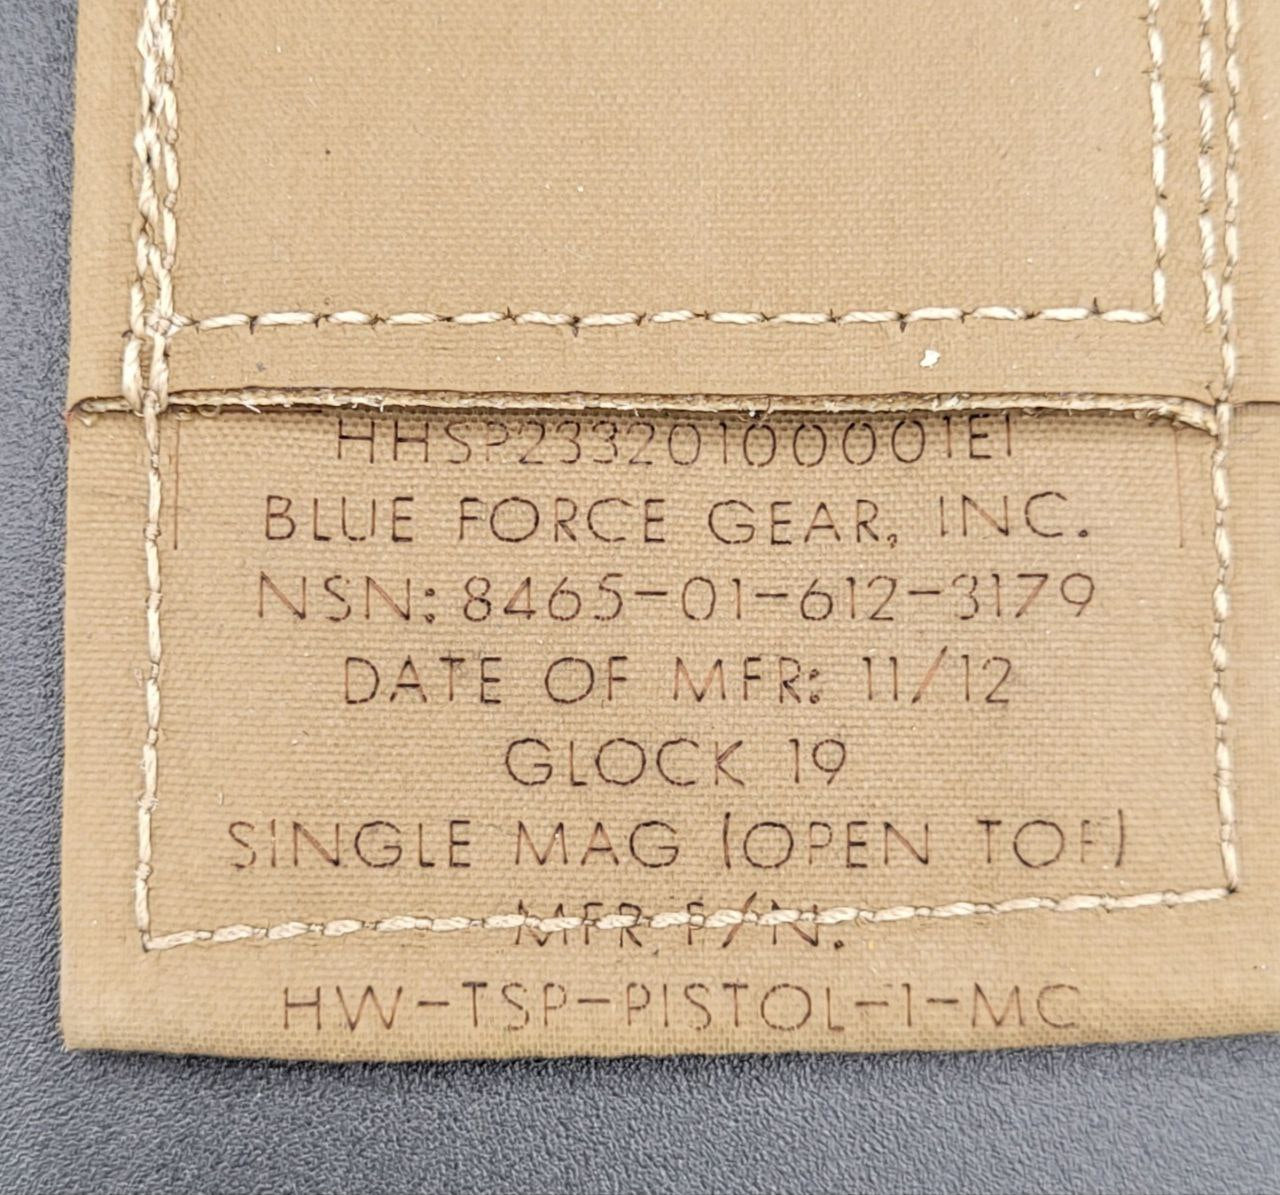 HHSP23320100001EI
BLUE FORCE GEAR, INC.
NSN: 8465-01-612-3179
DATE OF MFR: 11/12
GLOCK 19
SINGLE MAG (OPEN TOP)
MFR P/N:
HW-TSP-PISTOL-1-MC